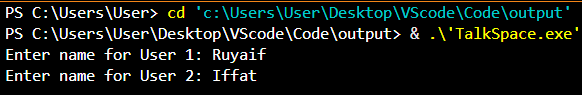 PS C:\Users\User> cd 'c:\Users\User\Desktop\VScode\Code\output'
PS C:\Users\User\Desktop\VScode\Code\output> & .\'TalkSpace.exe'
Enter name for User 1: Ruyaif
Enter name for User 2: Iffat